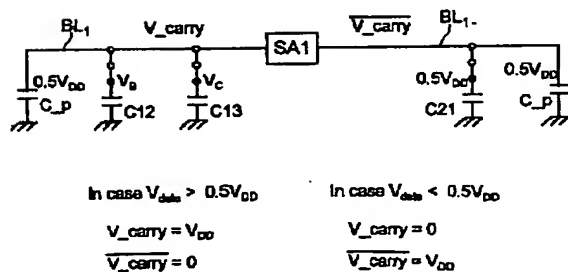 BL1 V_carry SA1 V_carry BL1-
0.5VDD VB VC 0.5VDD 0.5VDD
C_p C12 C13 C21 C_p
In case Vdata > 0.5VDD In case Vdata < 0.5VDD
V_carry = VDD V_carry = 0
V_carry = 0 V_carry = VDD